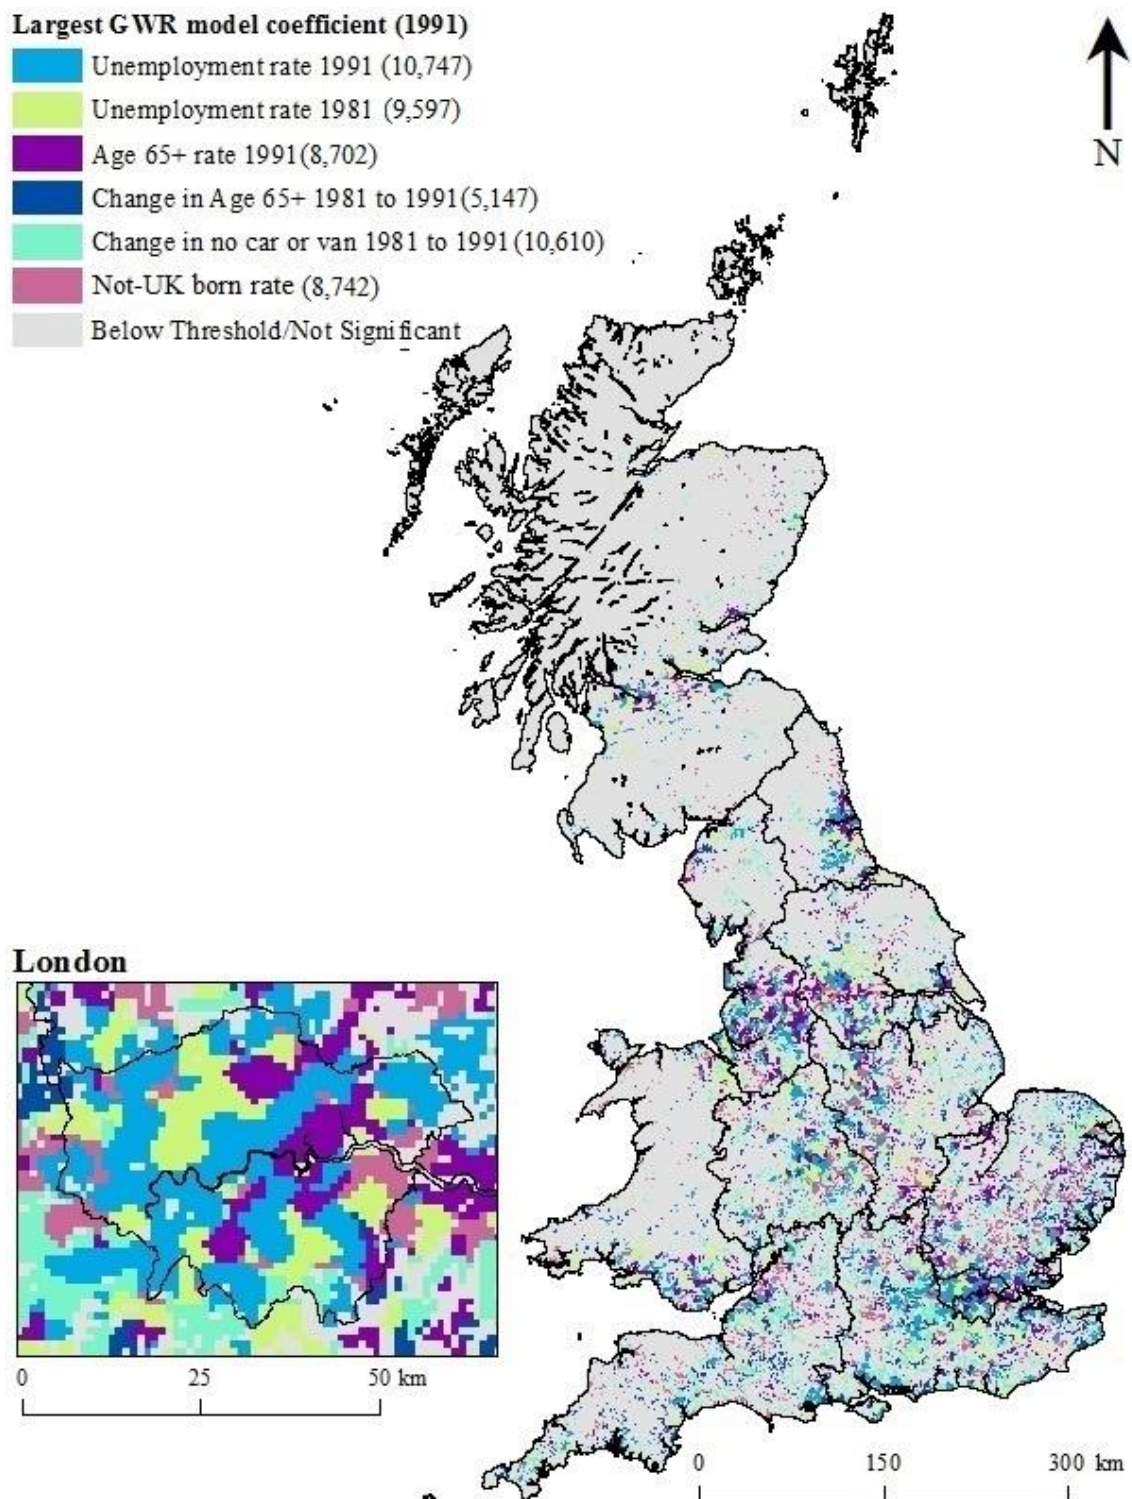 Largest GWR model coefficient (1991)
Unemployment rate 1991 (10,747)
Unemployment rate 1981 (9,597)
Age 65+ rate 1991(8,702)
Change in Age 65+ 1981 to 1991(5,147)
Change in no car or van 1981 to 1991(10,610)
Not-UK born rate (8,742)
Below Threshold/Not Significant
N
London
0 25 50 km
0 150 300 km